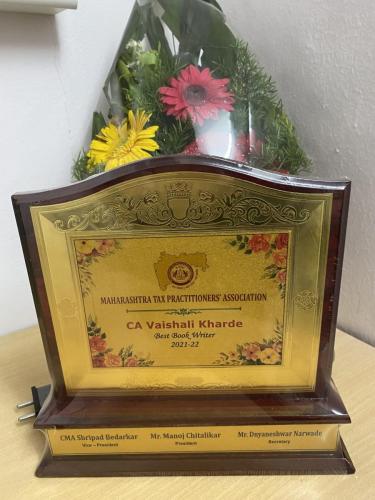 MAHARASHTRA TAX PRACTITIONERS' ASSOCIATION
CA Vaishali Kharde
Best Book Writer
2021-22
CMA Shripad Bedarkar Mr. Manoj Chitalikar Mr. Dnyaneshwar Narwade
Vice - President President Secretary